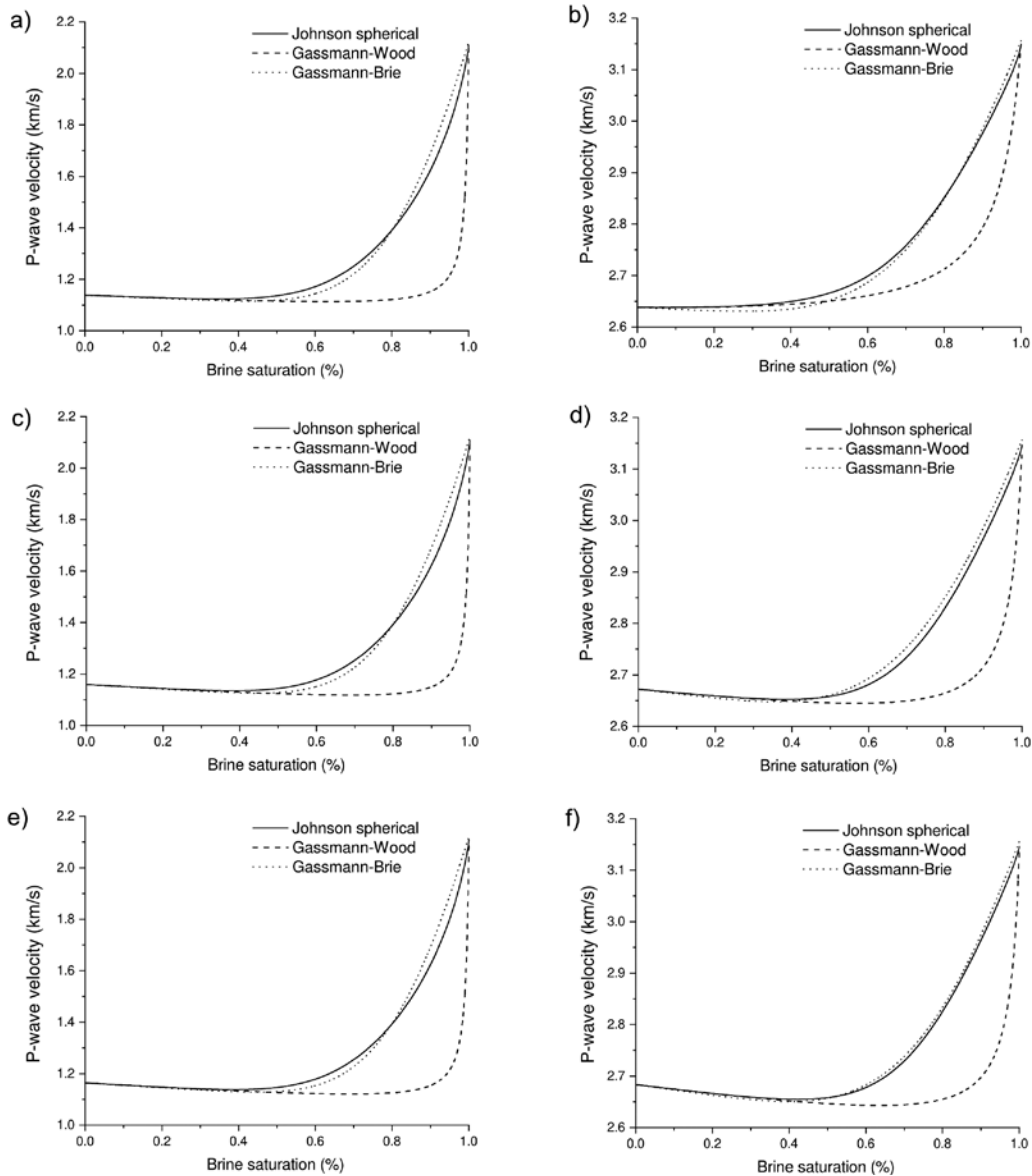 a)
Johnson spherical
Gassmann-Wood
Gassmann-Brie
P-wave velocity (km/s)
2.2
2.0
1.8
1.6
1.4
1.2
1.0
0.0 0.2 0.4 0.6 0.8 1.0
Brine saturation (%)
b)
Johnson spherical
Gassmann-Wood
Gassmann-Brie
P-wave velocity (km/s)
3.2
3.1
3.0
2.9
2.8
2.7
2.6
0.0 0.2 0.4 0.6 0.8 1.0
Brine saturation (%)
c)
Johnson spherical
Gassmann-Wood
Gassmann-Brie
P-wave velocity (km/s)
2.2
2.0
1.8
1.6
1.4
1.2
1.0
0.0 0.2 0.4 0.6 0.8 1.0
Brine saturation (%)
d)
Johnson spherical
Gassmann-Wood
Gassmann-Brie
P-wave velocity (km/s)
3.2
3.1
3.0
2.9
2.8
2.7
2.6
0.0 0.2 0.4 0.6 0.8 1.0
Brine saturation (%)
e)
Johnson spherical
Gassmann-Wood
Gassmann-Brie
P-wave velocity (km/s)
2.2
2.0
1.8
1.6
1.4
1.2
1.0
0.0 0.2 0.4 0.6 0.8 1.0
Brine saturation (%)
f)
Johnson spherical
Gassmann-Wood
Gassmann-Brie
P-wave velocity (km/s)
3.2
3.1
3.0
2.9
2.8
2.7
2.6
0.0 0.2 0.4 0.6 0.8 1.0
Brine saturation (%)